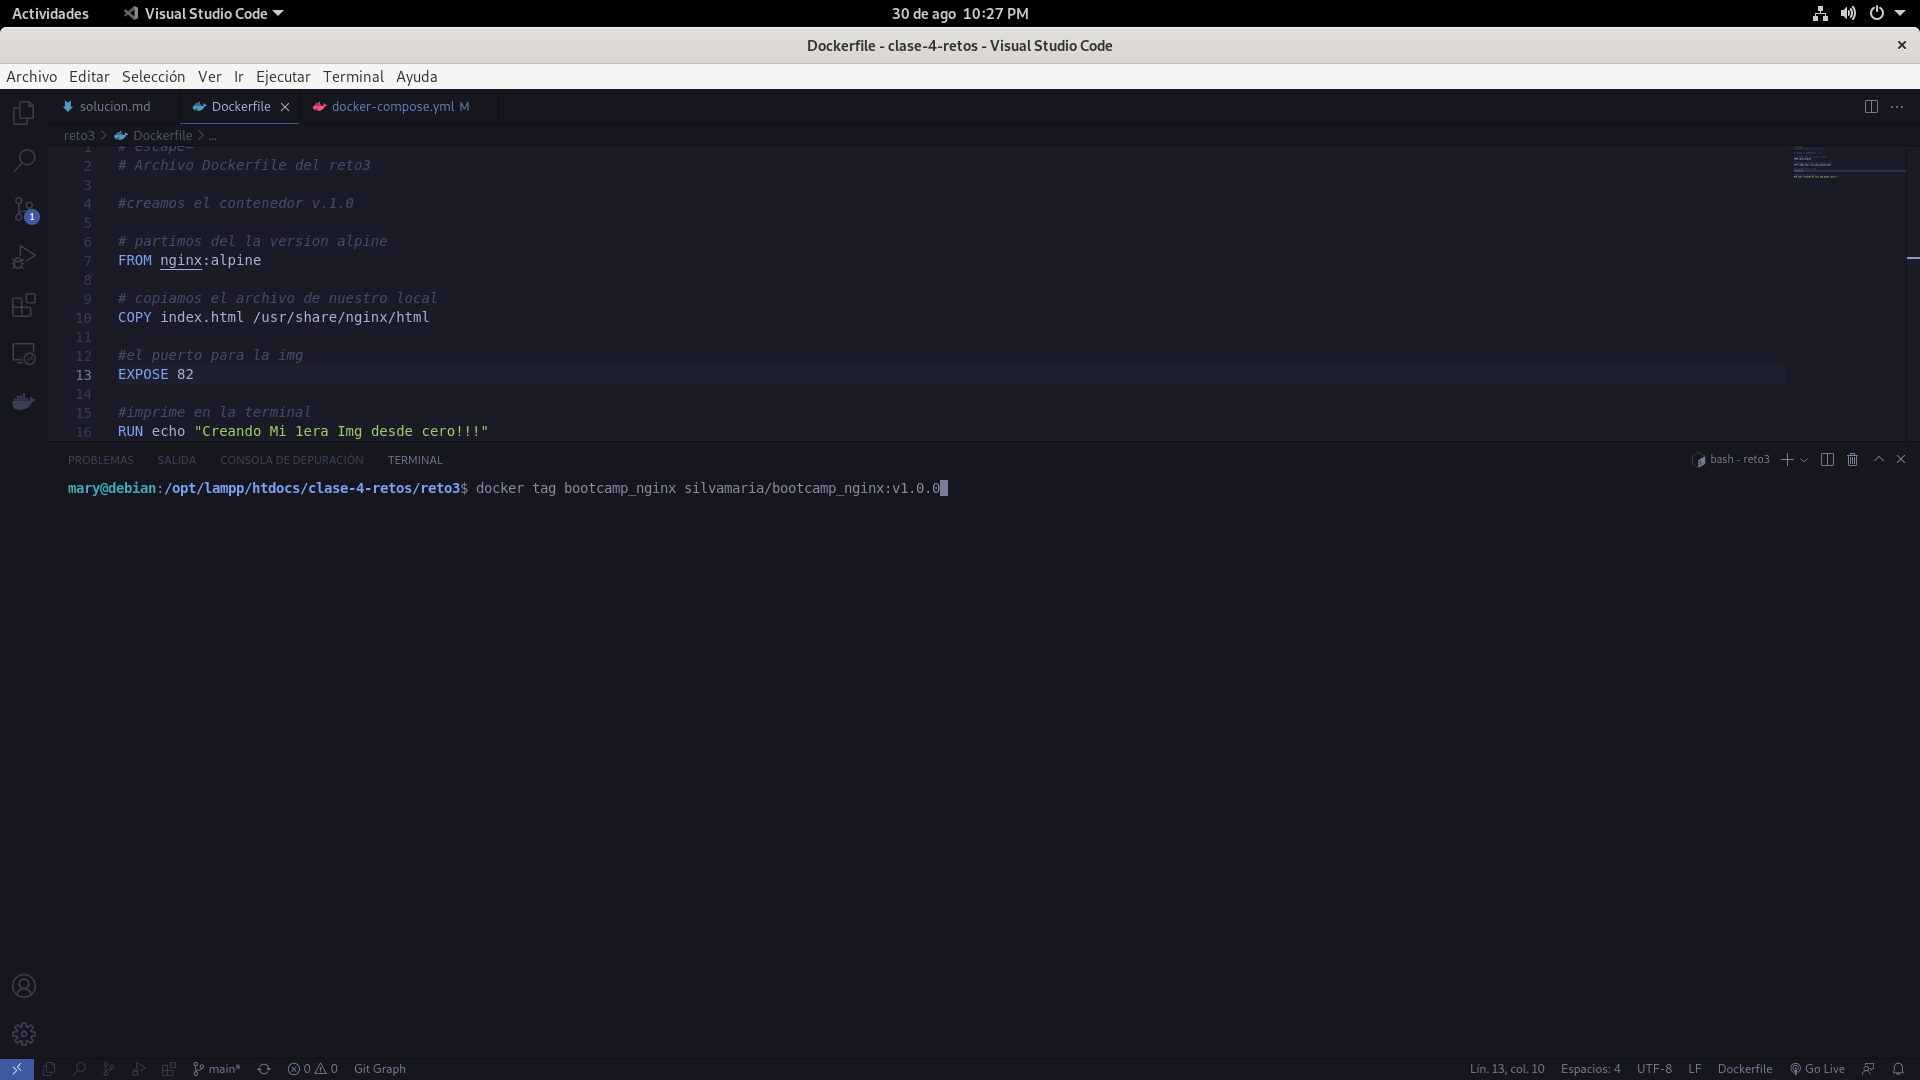 Actividades
Visual Studio Code
30 de ago 10:27 PM
Dockerfile - clase-4-retos - Visual Studio Code
Archivo Editar Selección Ver Ir Ejecutar Terminal Ayuda
solucion.md
Dockerfile
docker-compose.yml M
reto3 > Dockerfile > ...
1 # escape=
2 # Archivo Dockerfile del reto3
3
4 #creamos el contenedor v.1.0
5
6 # partimos del la version alpine
7 FROM nginx:alpine
8
9 # copiamos el archivo de nuestro local
10 COPY index.html /usr/share/nginx/html
11
12 #el puerto para la img
13 EXPOSE 82
14
15 #imprime en la terminal
16 RUN echo "Creando Mi 1era Img desde cero!!!"
1
PROBLEMAS SALIDA CONSOLA DE DEPURACIÓN TERMINAL
bash - reto3
mary@debian:/opt/lampp/htdocs/clase-4-retos/reto3$ docker tag bootcamp_nginx silvamaria/bootcamp_nginx:v1.0.0
main* 0 0 Git Graph
Lín. 13, col. 10 Espacios: 4 UTF-8 LF Dockerfile Go Live